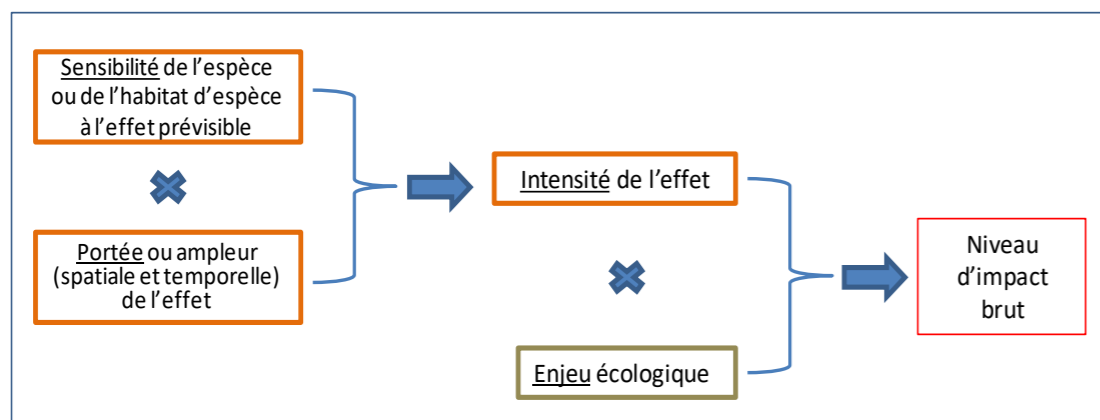 Sensibilité de l’espèce
ou de l’habitat d’espèce
à l’effet prévisible
Portée ou ampleur
(spatiale et temporelle)
de l’effet
Intensité de l’effet
Enjeu écologique
Niveau
d’impact
brut